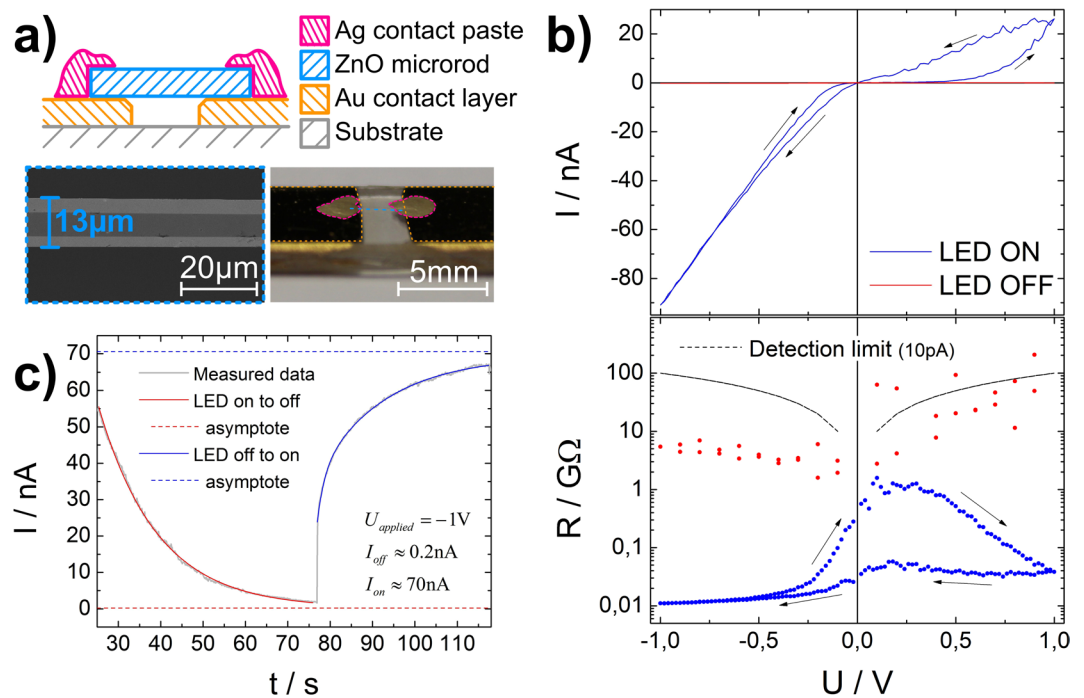 a)
Ag contact paste
ZnO microrod
Au contact layer
Substrate
13µm
20µm
5mm
b)
I / nA
20
0
-20
-40
-60
-80
LED ON
LED OFF
Detection limit (10pA)
R / GΩ
100
10
1
0,1
0,01
-1,0
-0,5
0,0
0,5
1,0
U / V
c)
I / nA
70
60
50
40
30
20
10
0
Measured data
LED on to off
asymptote
LED off to on
asymptote
U applied = −1V
I off ≈ 0.2nA
I on ≈ 70nA
30 40 50 60 70 80 90 100 110
t / s